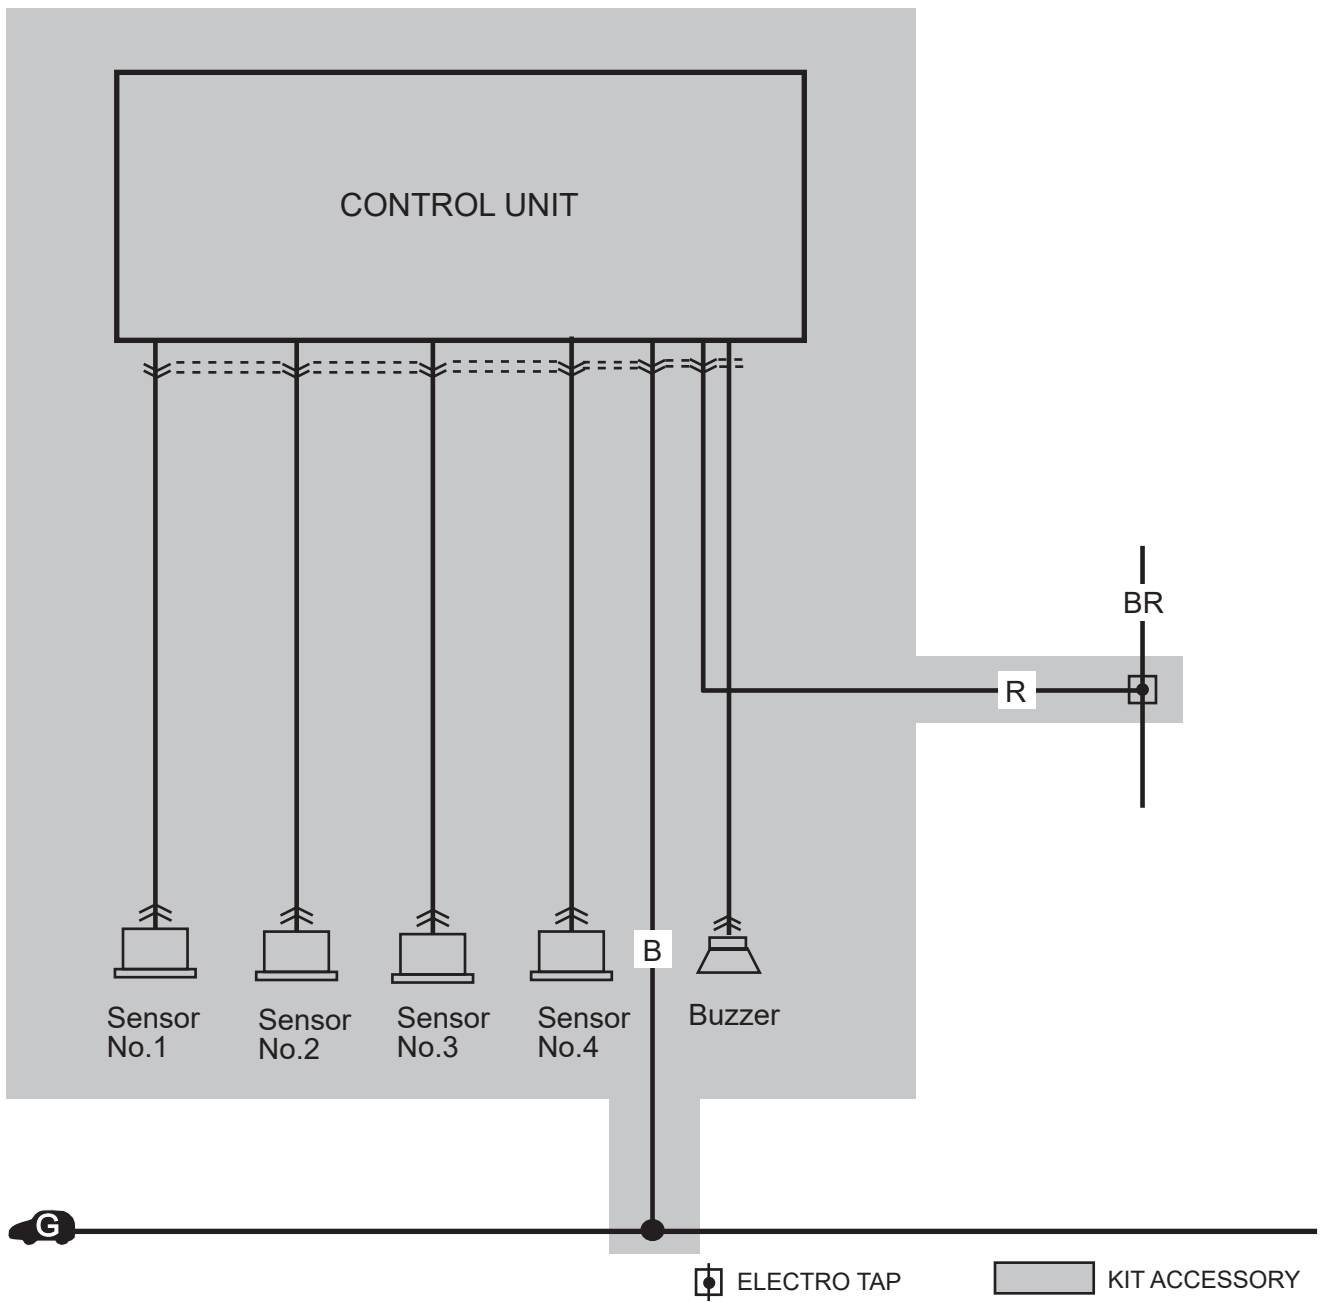 CONTROL UNIT
BR
R
B
Sensor
No.1
Sensor
No.2
Sensor
No.3
Sensor
No.4
Buzzer
G
ELECTRO TAP
KIT ACCESSORY